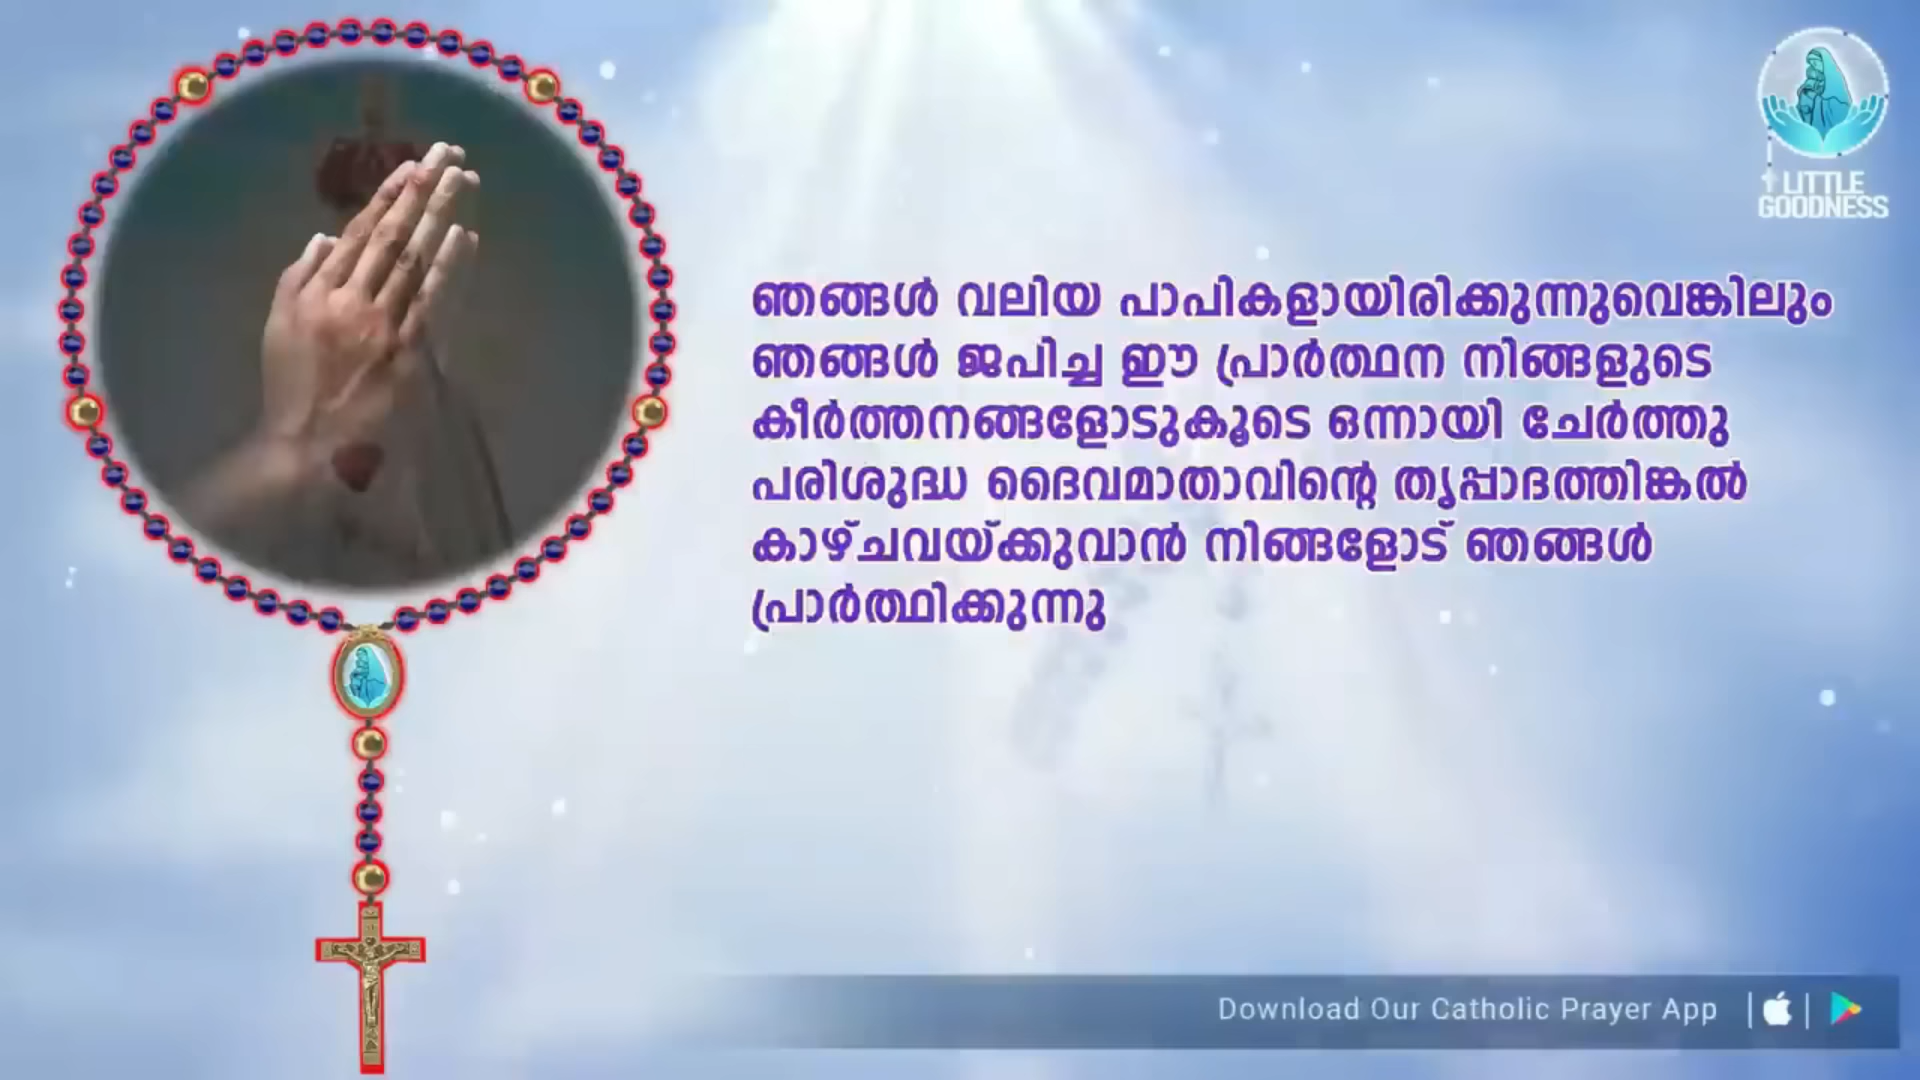 LITTLE
GOODNESS
ഞങ്ങൾ വലിയ പാപികളായിരിക്കുന്നുവെങ്കിലും
ഞങ്ങൾ ജപിച്ച ഈ പ്രാർത്ഥന നിങ്ങളുടെ
കീർത്തനങ്ങളോടുകൂടെ ഒന്നായി ചേർത്തു
പരിശുദ്ധ ദൈവമാതാവിന്റെ തൃപ്പാദത്തിങ്കൽ
കാഴ്ചവയ്ക്കുവാൻ നിങ്ങളോട് ഞങ്ങൾ
പ്രാർത്ഥിക്കുന്നു
Download Our Catholic Prayer App